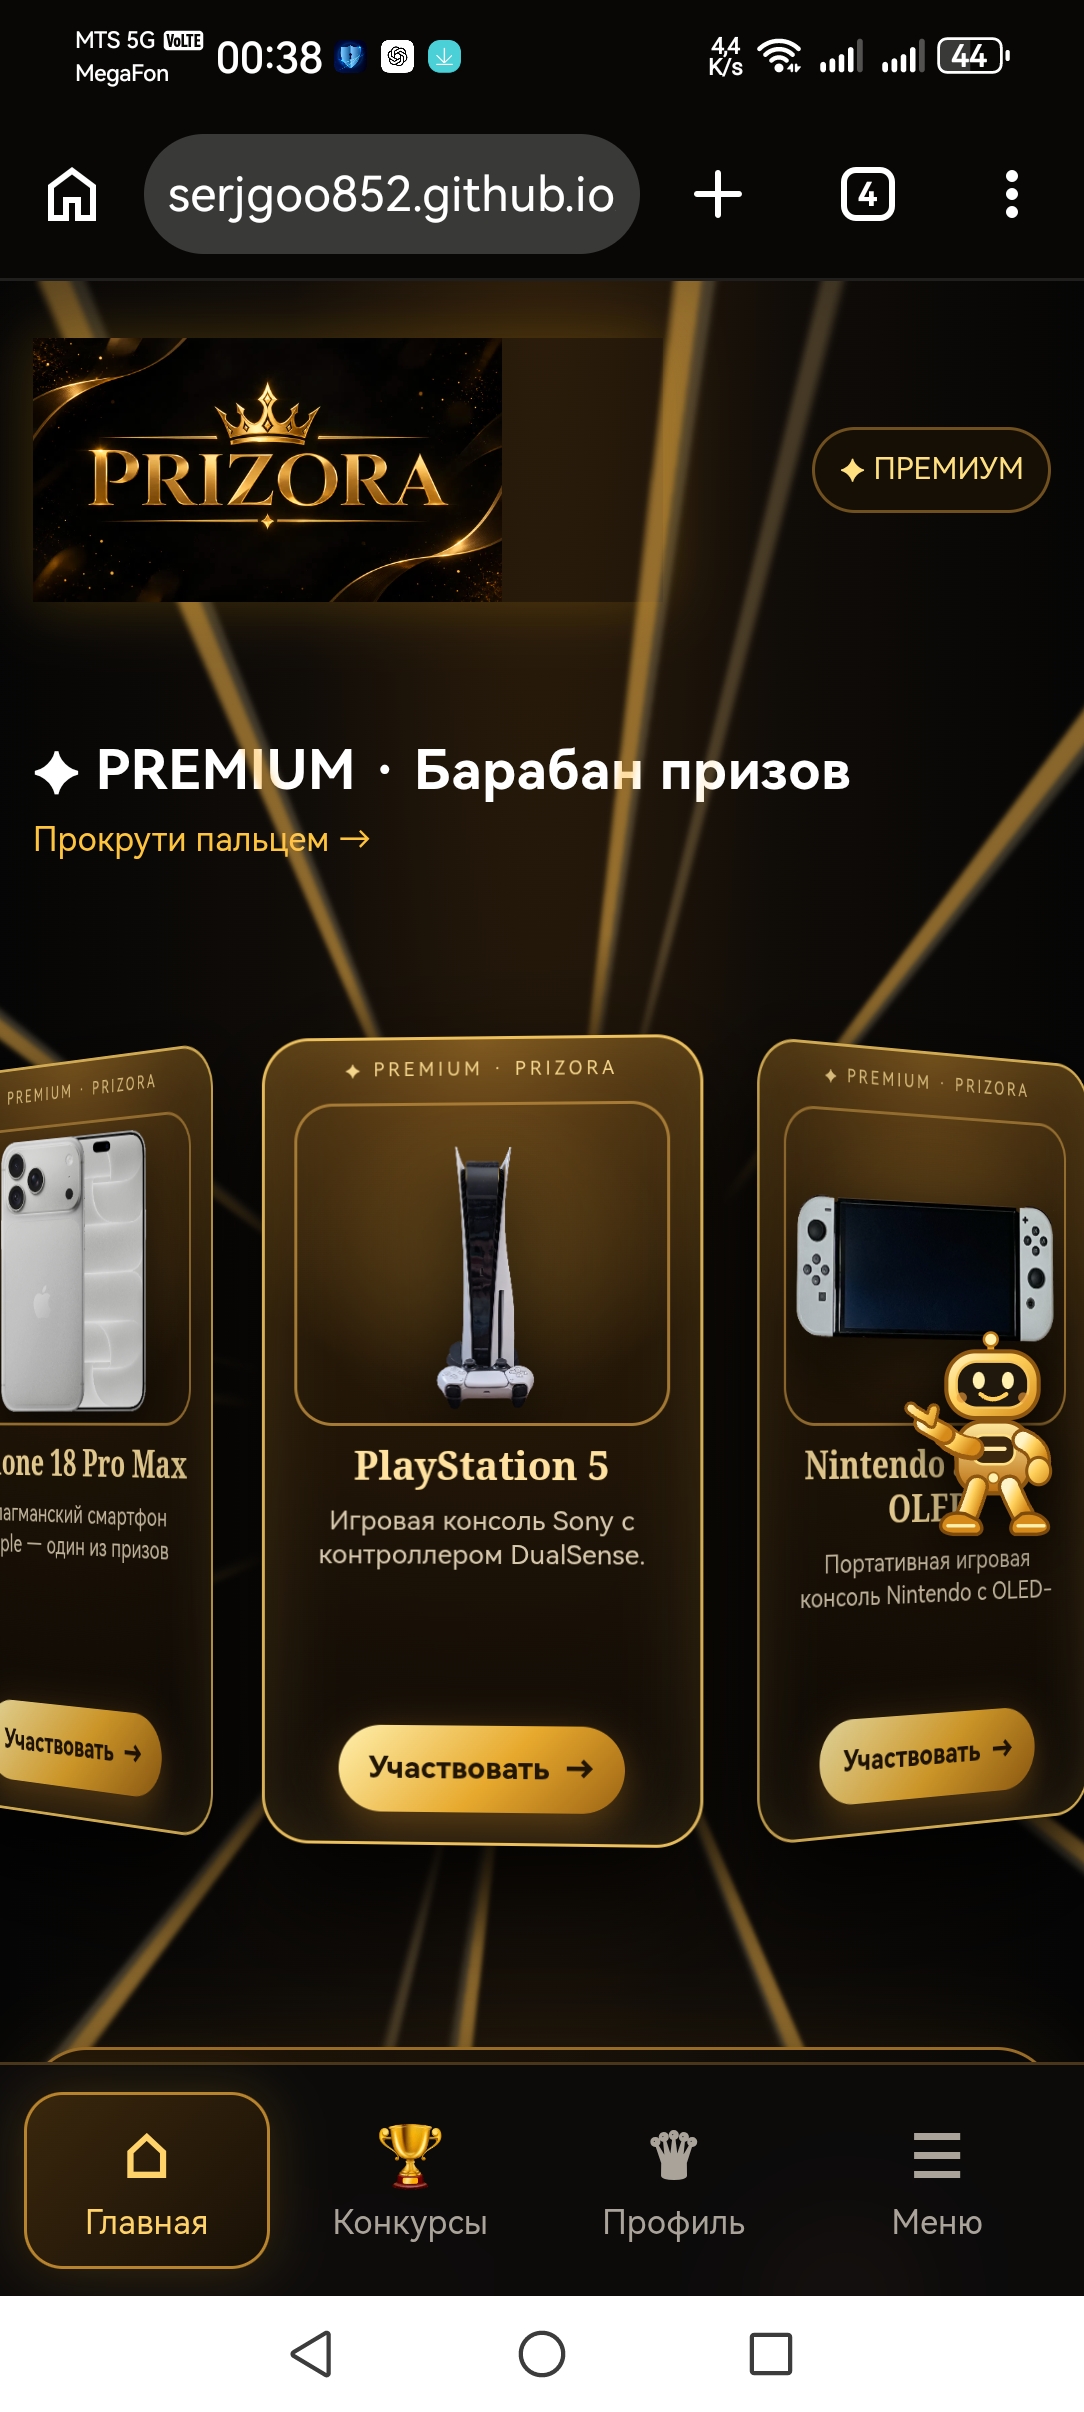 MTS 5G VoLTE
MegaFon
00:38
4,4
K/s
44
serjgoo852.github.io
4
PRIZORA
✦ ПРЕМИУМ
✦ PREMIUM · Барабан призов
Прокрути пальцем →
PREMIUM · PRIZORA
one 18 Pro Max
агманский смартфон
ple — один из призов
Участвовать →
✦ PREMIUM · PRIZORA
PlayStation 5
Игровая консоль Sony с
контроллером DualSense.
Участвовать →
✦ PREMIUM · PRIZORA
Nintendo
OLE
Портативная игровая
консоль Nintendo с OLED-
Участвовать →
Главная
Конкурсы
Профиль
Меню